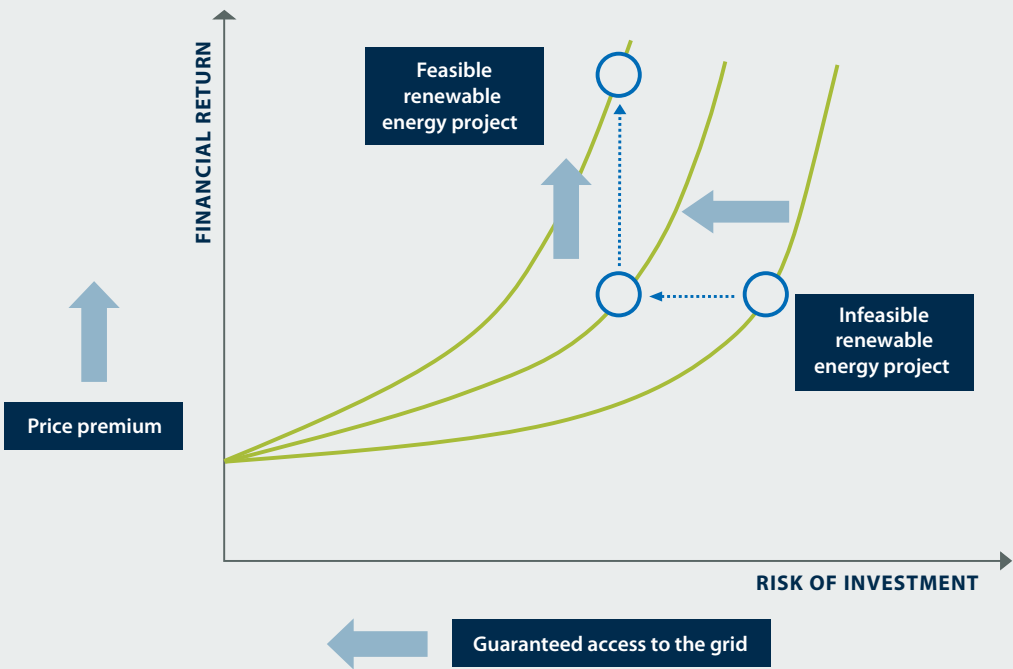 FINANCIAL RETURN
Feasible
renewable
energy project
Infeasible
renewable
energy project
Price premium
RISK OF INVESTMENT
Guaranteed access to the grid